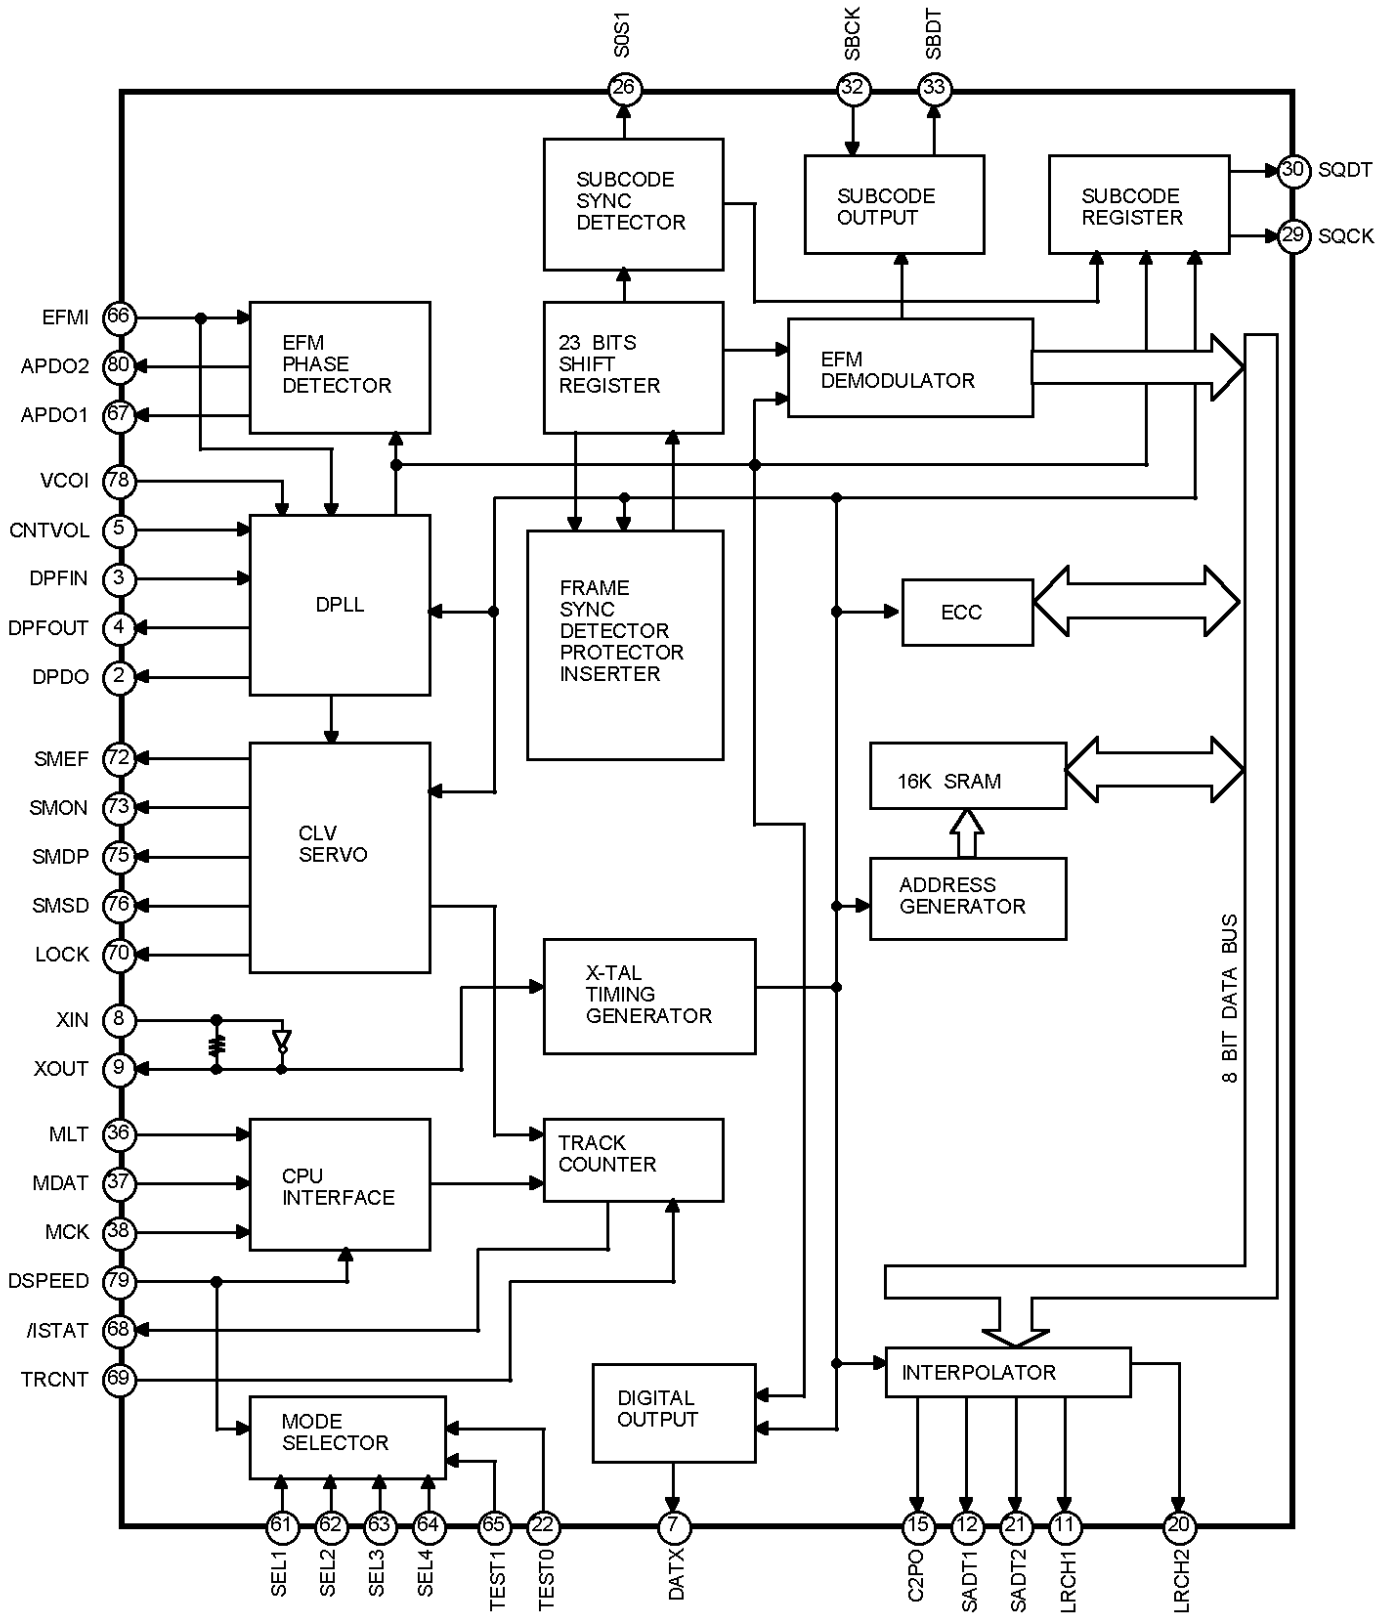 S0S1
SBCK
SBDT
26
32
33
SUBCODE
SYNC
DETECTOR
SUBCODE
OUTPUT
SUBCODE
REGISTER
30 SQDT
29 SQCK
EFMI 66
APDO2 80
APDO1 67
EFM
PHASE
DETECTOR
23 BITS
SHIFT
REGISTER
EFM
DEMODULATOR
VCOI 78
CNTVOL 5
DPFIN 3
DPFOUT 4
DPDO 2
DPLL
FRAME
SYNC
DETECTOR
PROTECTOR
INSERTER
ECC
SMEF 72
SMON 73
SMDP 75
SMSD 76
LOCK 70
CLV
SERVO
16K SRAM
ADDRESS
GENERATOR
8 BIT DATA BUS
X-TAL
TIMING
GENERATOR
XIN 8
XOUT 9
MLT 36
MDAT 37
MCK 38
DSPEED 79
/ISTAT 68
TRCNT 69
CPU
INTERFACE
TRACK
COUNTER
MODE
SELECTOR
DIGITAL
OUTPUT
INTERPOLATOR
61
62
63
64
65
22
7
15
12
21
11
20
SEL1
SEL2
SEL3
SEL4
TEST1
TEST0
DATX
C2PO
SADT1
SADT2
LRCH1
LRCH2